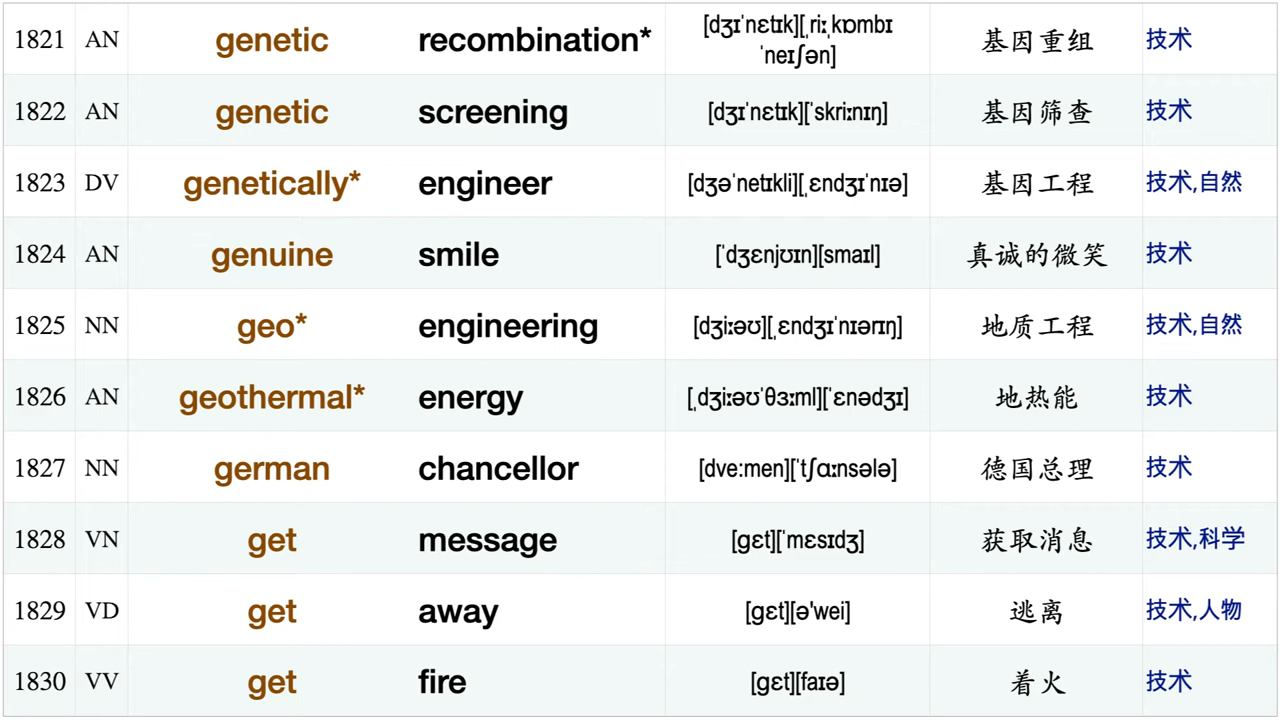 1821 AN genetic recombination* [dʒɪˈnɛtɪk][ˌriːˌkɒmbɪ
ˈneɪʃən] 基因重组 技术
1822 AN genetic screening [dʒɪˈnɛtɪk][ˈskriːnɪŋ] 基因筛查 技术
1823 DV genetically* engineer [dʒəˈnetɪkli][ˌɛndʒɪˈnɪə] 基因工程 技术,自然
1824 AN genuine smile [ˈdʒɛnjʊɪn][smaɪl] 真诚的微笑 技术
1825 NN geo* engineering [dʒiːəʊ][ˌɛndʒɪˈnɪərɪŋ] 地质工程 技术,自然
1826 AN geothermal* energy [ˌdʒiːəʊˈθɜːml][ˈɛnədʒɪ] 地热能 技术
1827 NN german chancellor [dve:men][ˈtʃɑːnsələ] 德国总理 技术
1828 VN get message [gɛt][ˈmɛsɪdʒ] 获取消息 技术,科学
1829 VD get away [gɛt][ə'wei] 逃离 技术,人物
1830 VV get fire [gɛt][faɪə] 着火 技术